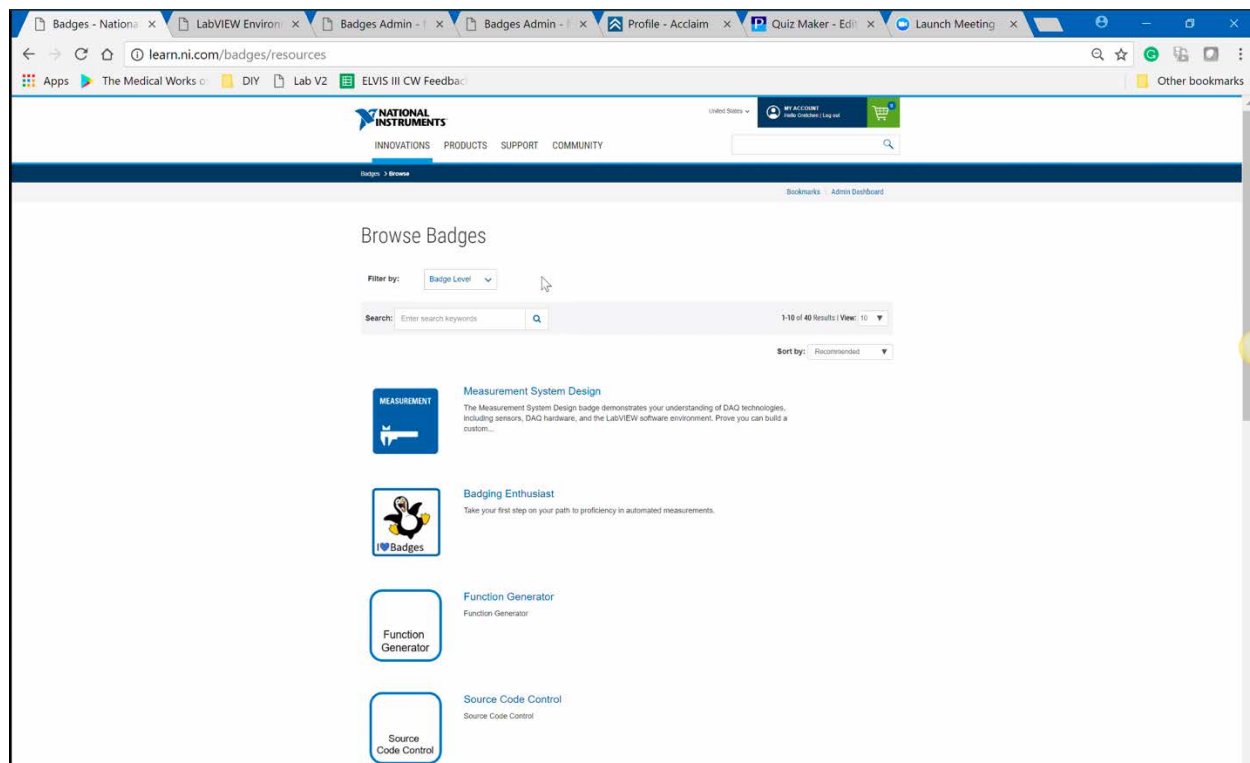 Badges - Nationa
LabVIEW Environ
Badges Admin -
Badges Admin -
Profile - Acclaim
Quiz Maker - Edi
Launch Meeting
learn.ni.com/badges/resources
Apps
The Medical Works o
DIY
Lab V2
ELVIS III CW Feedbac
Other bookmarks
NATIONAL INSTRUMENTS
United States
MY ACCOUNT
Hello Gretchen | Log out
0
INNOVATIONS PRODUCTS SUPPORT COMMUNITY
Badges > Browse
Bookmarks | Admin Dashboard
Browse Badges
Filter by: Badge Level
Search: Enter search keywords
1-10 of 40 Results | View: 10
Sort by: Recommended
MEASUREMENT
Measurement System Design
The Measurement System Design badge demonstrates your understanding of DAQ technologies,
including sensors, DAQ hardware, and the LabVIEW software environment. Prove you can build a
custom...
I Badges
Badging Enthusiast
Take your first step on your path to proficiency in automated measurements.
Function
Generator
Function Generator
Function Generator
Source
Code Control
Source Code Control
Source Code Control